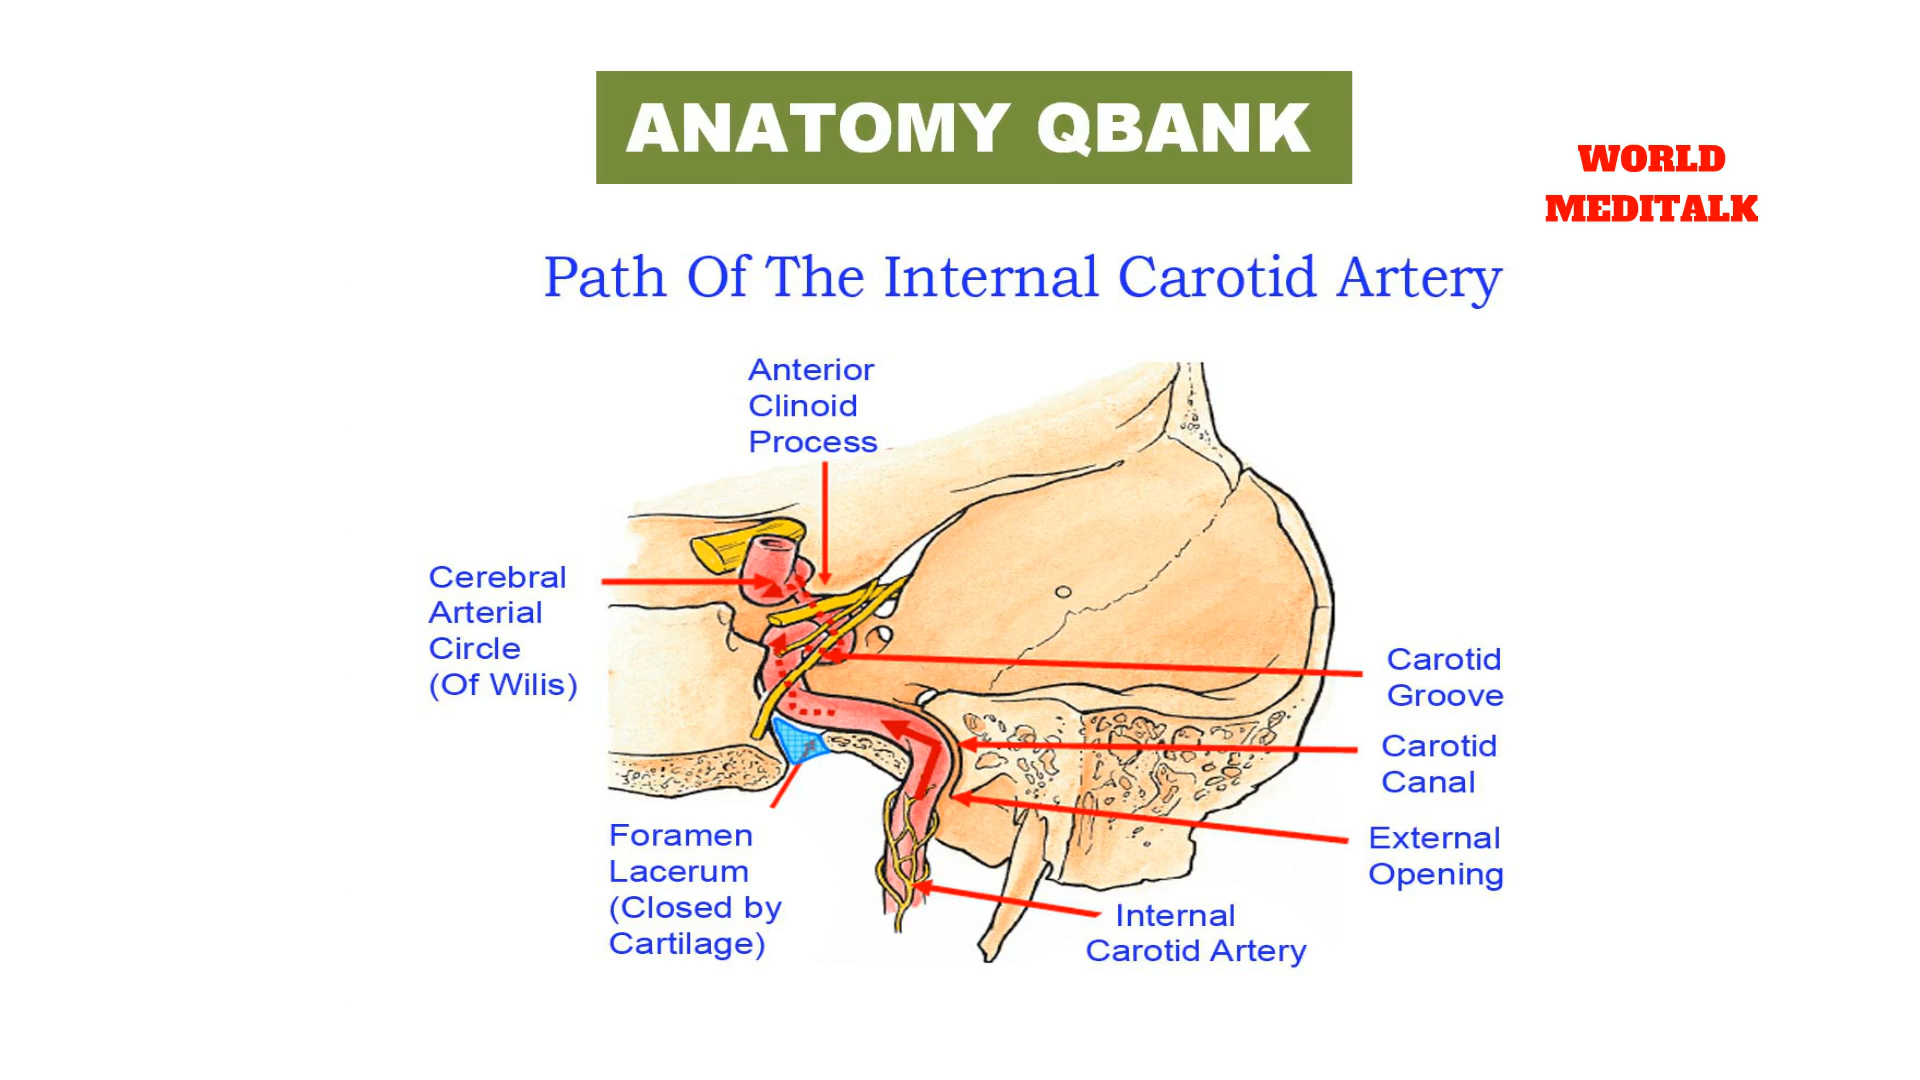 ANATOMY QBANK
WORLD
MEDITALK
Path Of The Internal Carotid Artery
Anterior
Clinoid
Process
Cerebral
Arterial
Circle
(Of Wilis)
Carotid
Groove
Carotid
Canal
External
Opening
Foramen
Lacerum
(Closed by
Cartilage)
Internal
Carotid Artery